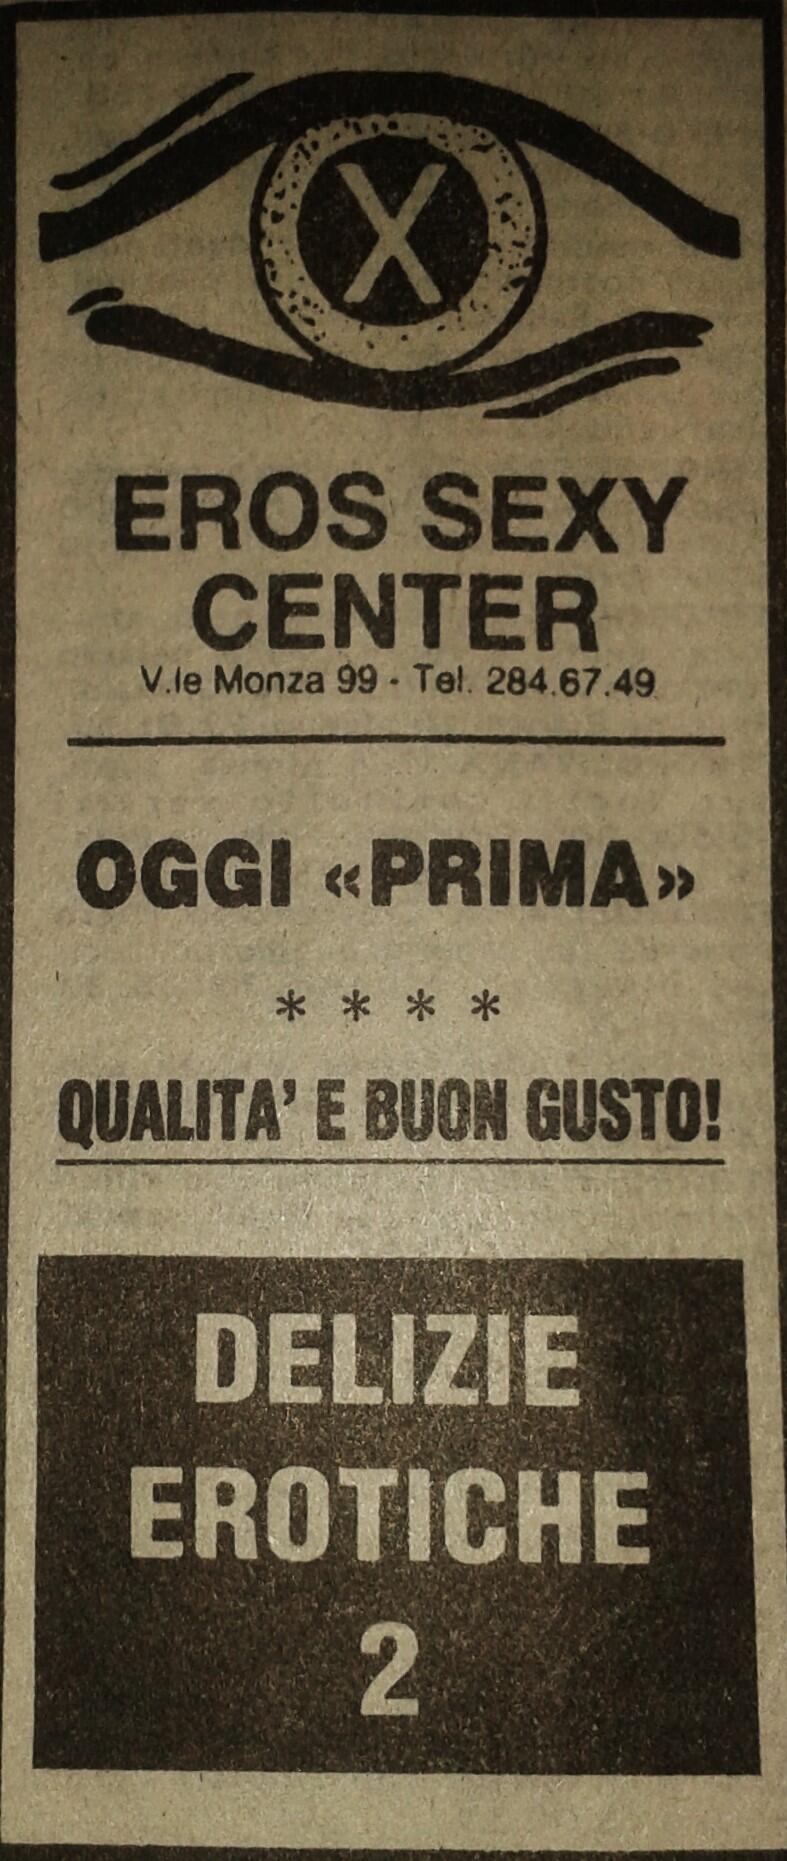 X
EROS SEXY
CENTER
V.le Monza 99 - Tel. 284.67.49
OGGI «PRIMA»
* * * *
QUALITA' E BUON GUSTO!
DELIZIE
EROTICHE
2